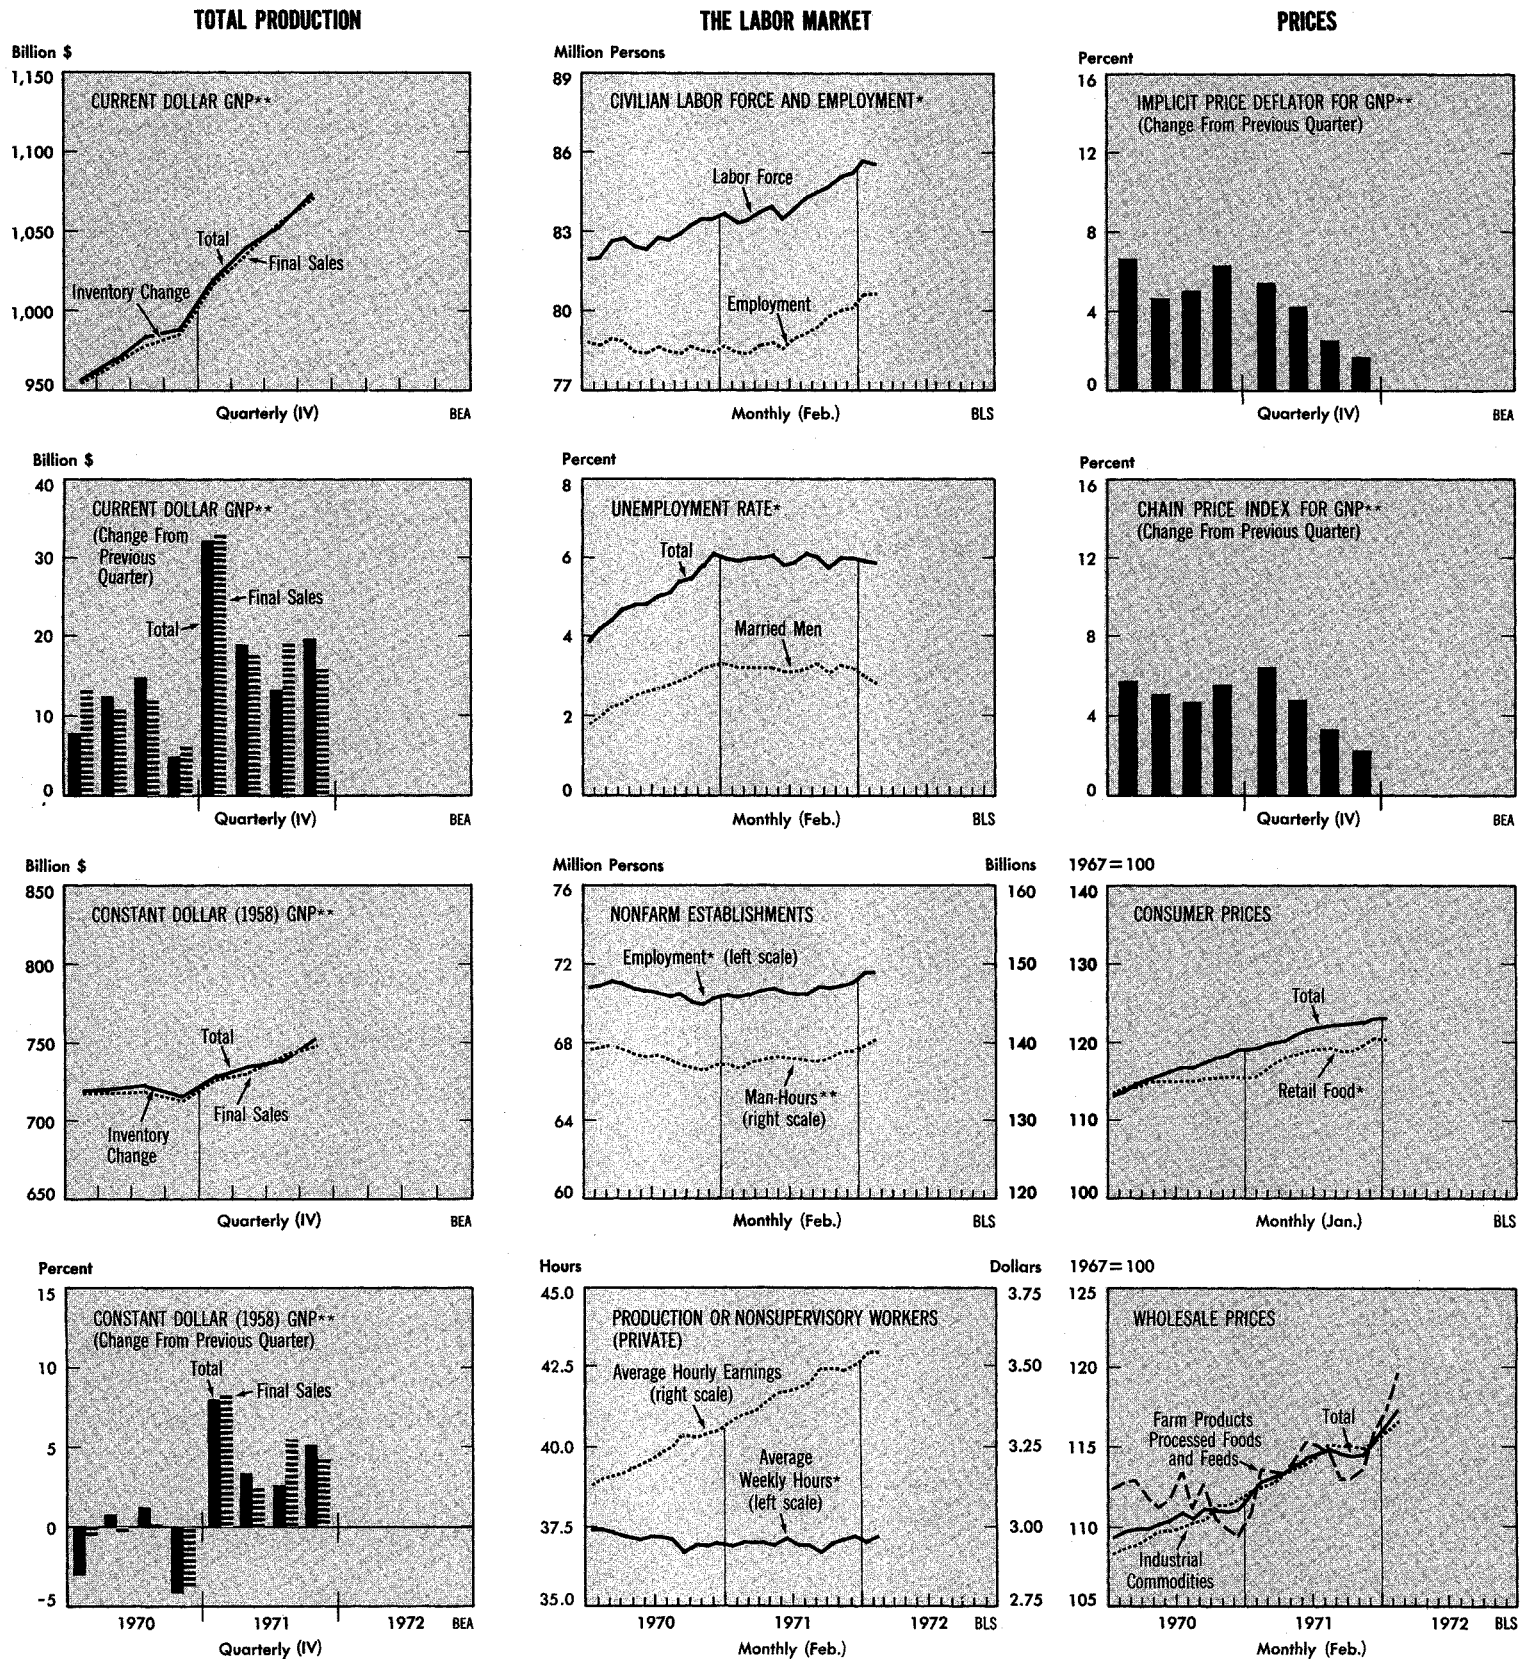 TOTAL PRODUCTION
Billion $
1,150
CURRENT DOLLAR GNP**
1,100
1,050
Total
Final Sales
Inventory Change
1,000
950
Quarterly (IV)
BEA
Billion $
40
CURRENT DOLLAR GNP**
(Change From
Previous
Quarter)
30
Final Sales
Total
20
10
0
Quarterly (IV)
BEA
Billion $
850
CONSTANT DOLLAR (1958) GNP**
800
750
Total
Final Sales
Inventory
Change
700
650
Quarterly (IV)
BEA
Percent
15
CONSTANT DOLLAR (1958) GNP**
(Change From Previous Quarter)
Total
10
Final Sales
5
0
-5
1970
1971
1972
BEA
Quarterly (IV)
THE LABOR MARKET
Million Persons
89
CIVILIAN LABOR FORCE AND EMPLOYMENT*
86
Labor Force
83
Employment
80
77
Monthly (Feb.)
BLS
Percent
8
UNEMPLOYMENT RATE*
Total
6
Married Men
4
2
0
Monthly (Feb.)
BLS
Million Persons
Billions
76
160
NONFARM ESTABLISHMENTS
Employment* (left scale)
72
150
68
140
Man-Hours**
(right scale)
64
130
60
120
Monthly (Feb.)
BLS
Hours
Dollars
45.0
3.75
PRODUCTION OR NONSUPERVISORY WORKERS
(PRIVATE)
42.5
3.50
Average Hourly Earnings
(right scale)
40.0
3.25
Average
Weekly Hours*
(left scale)
37.5
3.00
35.0
2.75
1970
1971
1972
BLS
Monthly (Feb.)
PRICES
Percent
16
IMPLICIT PRICE DEFLATOR FOR GNP**
(Change From Previous Quarter)
12
8
4
0
Quarterly (IV)
BEA
Percent
16
CHAIN PRICE INDEX FOR GNP**
(Change From Previous Quarter)
12
8
4
0
Quarterly (IV)
BEA
1967=100
140
CONSUMER PRICES
130
Total
120
Retail Food*
110
100
Monthly (Jan.)
BLS
1967=100
125
WHOLESALE PRICES
120
Farm Products
Processed Foods
and Feeds
Total
115
110
Industrial
Commodities
105
1970
1971
1972
BLS
Monthly (Feb.)